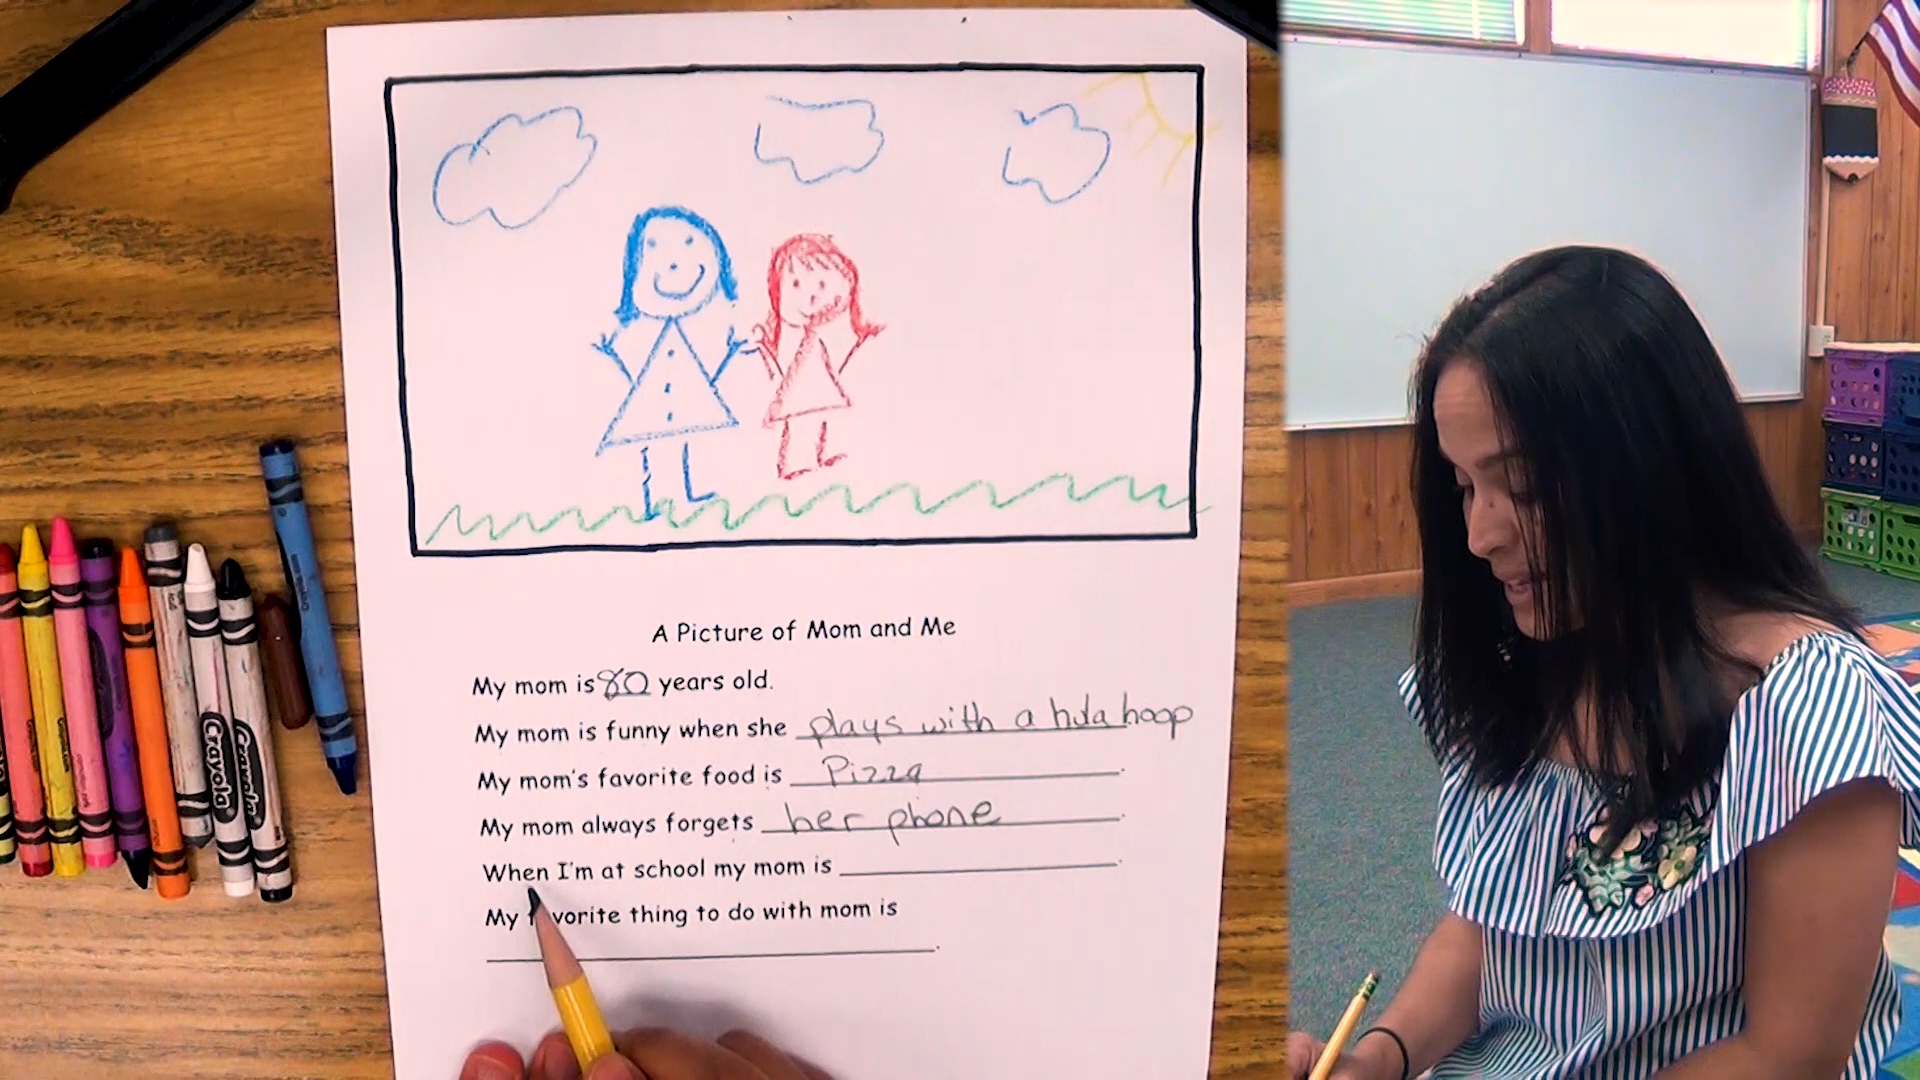 A Picture of Mom and Me
My mom is 80 years old.
My mom is funny when she plays with a hula hoop
My mom's favorite food is Pizza.
My mom always forgets her phone.
When I'm at school my mom is .
My favorite thing to do with mom is
.
Crayola
Crayola